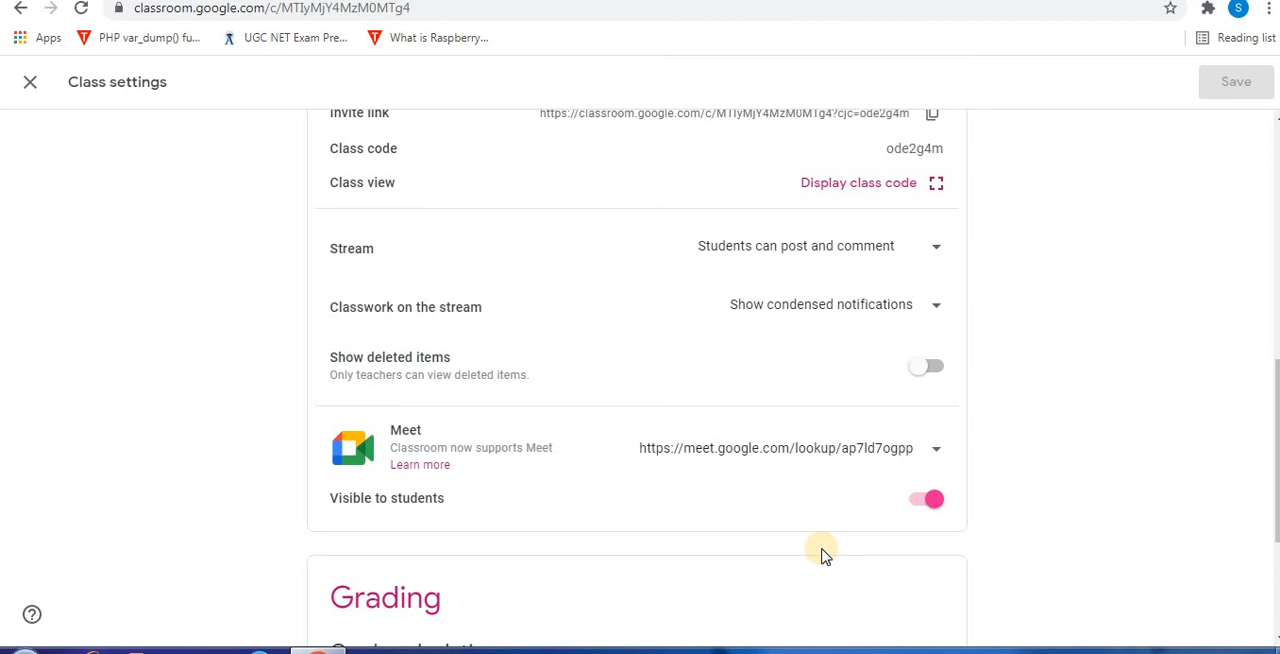 classroom.google.com/c/MTIyMjY4MzM0MTg4
S
Apps PHP var_dump() fu... UGC NET Exam Pre... What is Raspberry... Reading list
Class settings Save
Invite link https://classroom.google.com/c/MTIyMjY4MzM0MTg4?cjc=ode2g4m
Class code ode2g4m
Class view Display class code
Stream Students can post and comment
Classwork on the stream Show condensed notifications
Show deleted items
Only teachers can view deleted items.
Meet
Classroom now supports Meet https://meet.google.com/lookup/ap7ld7ogpp
Learn more
Visible to students
Grading